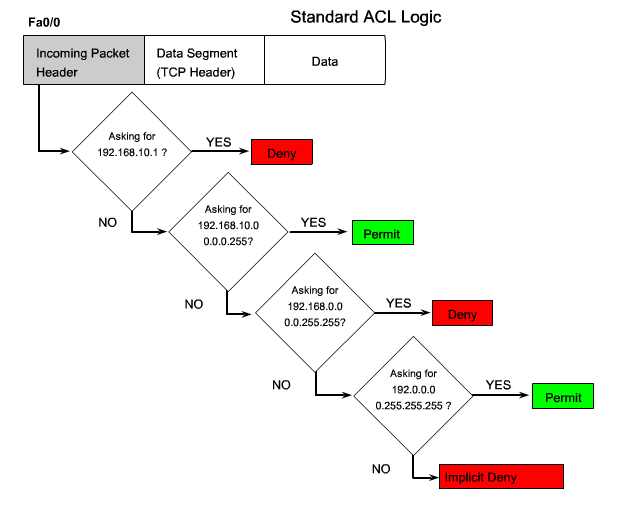 Standard ACL Logic
Fa0/0
Incoming Packet
Header
Data Segment
(TCP Header)
Data
Asking for
192.168.10.1 ?
YES
Deny
NO
Asking for
192.168.10.0
0.0.0.255?
YES
Permit
NO
Asking for
192.168.0.0
0.0.255.255?
YES
Deny
NO
Asking for
192.0.0.0
0.255.255.255 ?
YES
Permit
NO
Implicit Deny